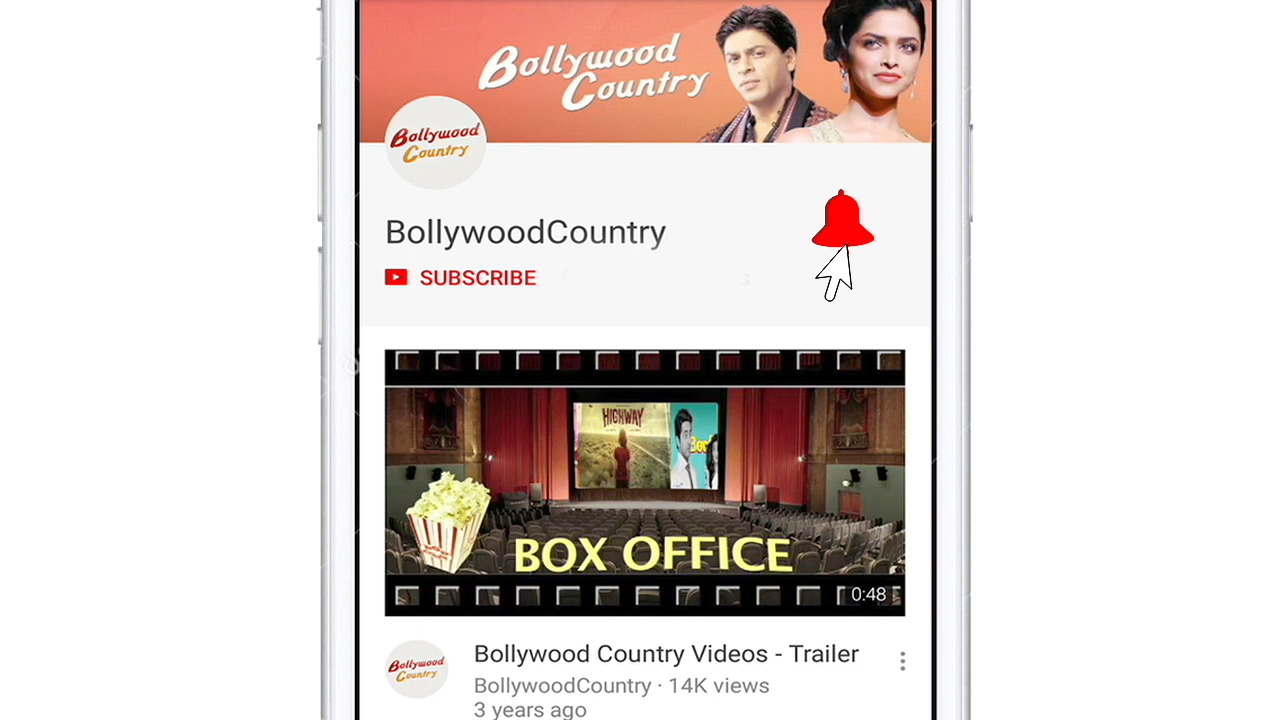 Bollywood
Country
Bollywood
Country
BollywoodCountry
SUBSCRIBE
HIGHWAY
BOX OFFICE
0:48
Bollywood
Country
Bollywood Country Videos - Trailer
BollywoodCountry · 14K views
3 years ago